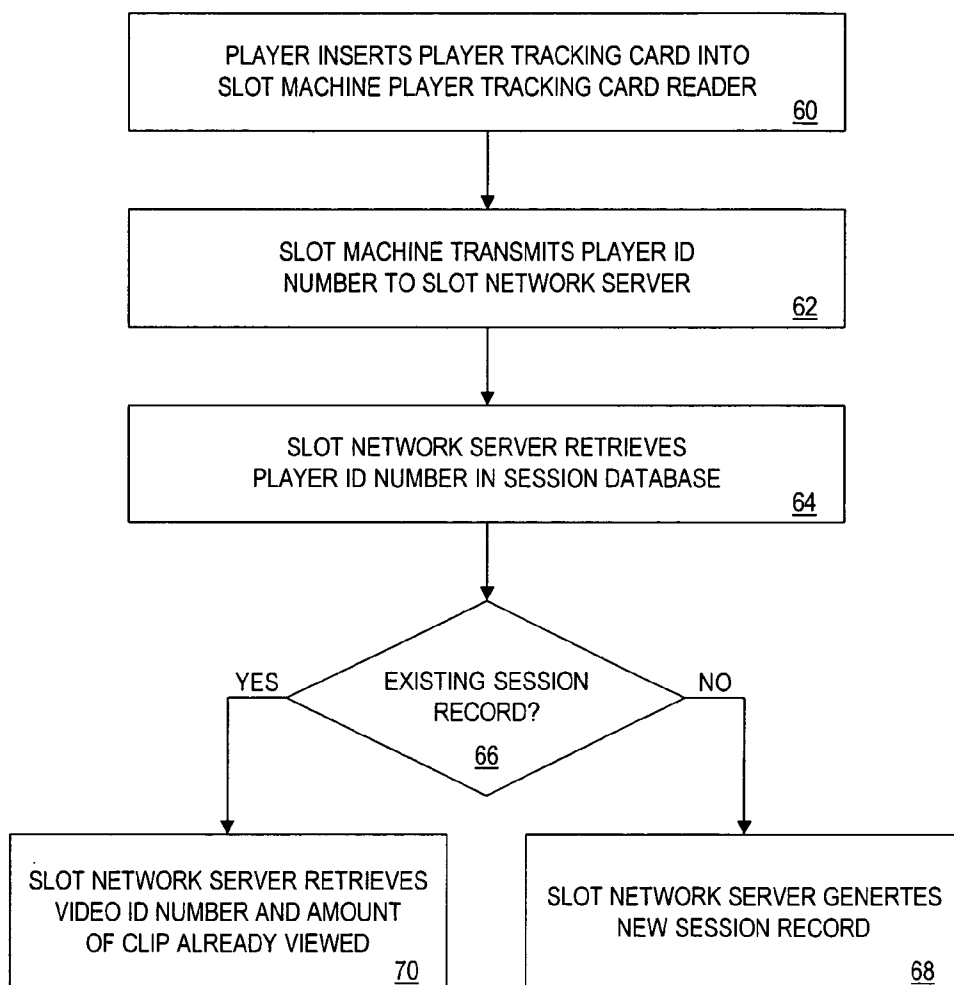 PLAYER INSERTS PLAYER TRACKING CARD INTO
SLOT MACHINE PLAYER TRACKING CARD READER
60
SLOT MACHINE TRANSMITS PLAYER ID
NUMBER TO SLOT NETWORK SERVER
62
SLOT NETWORK SERVER RETRIEVES
PLAYER ID NUMBER IN SESSION DATABASE
64
YES
EXISTING SESSION
RECORD?
66
NO
SLOT NETWORK SERVER RETRIEVES
VIDEO ID NUMBER AND AMOUNT
OF CLIP ALREADY VIEWED
70
SLOT NETWORK SERVER GENERTES
NEW SESSION RECORD
68